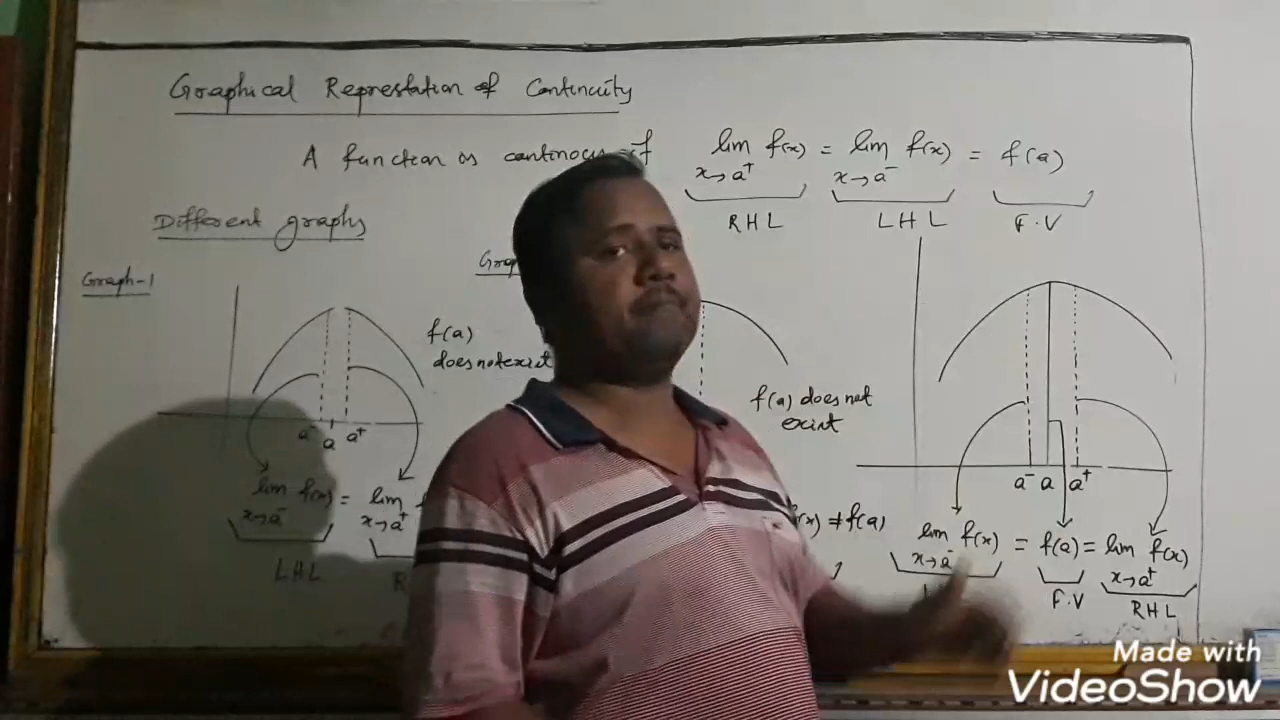 Graphical Represtation of Continuity
A function is continous if lim f(x) = lim f(x) = f(a)
x→a⁺ x→a⁻
RHL LHL F.V
Different graphs
Graph-1
f(a)
does not exist
f(a) does not
exist
a⁻ a a⁺
a⁻ a a⁺
lim f(x) = lim
x→a⁻ x→a⁺
LHL
f(x) ≠ f(a)
lim f(x) = f(a) = lim f(x)
x→a⁻ x→a⁺
F.V RHL
Made with
VideoShow